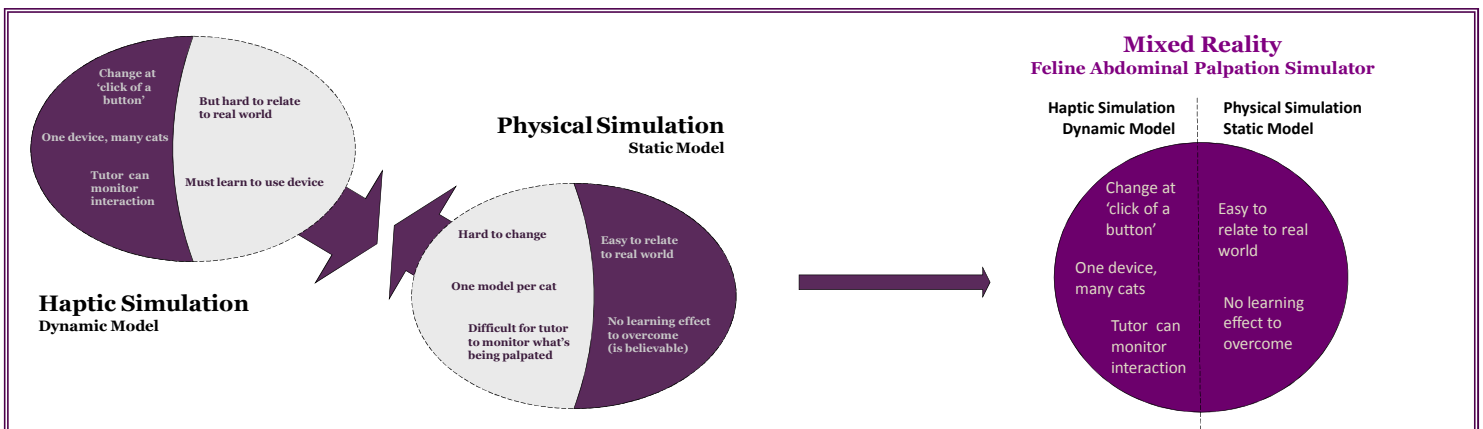 Change at
‘click of a
button’
One device, many cats
Tutor can
monitor
interaction
But hard to relate
to real world
Must learn to use device
Haptic Simulation
Dynamic Model
Physical Simulation
Static Model
Hard to change
One model per cat
Difficult for tutor
to monitor what's
being palpated
Easy to relate
to real world
No learning effect
to overcome
(is believable)
Mixed Reality
Feline Abdominal Palpation Simulator
Haptic Simulation
Dynamic Model
Physical Simulation
Static Model
Change at
‘click of a
button’
One device,
many cats
Tutor can
monitor
interaction
Easy to
relate to real
world
No learning
effect to
overcome